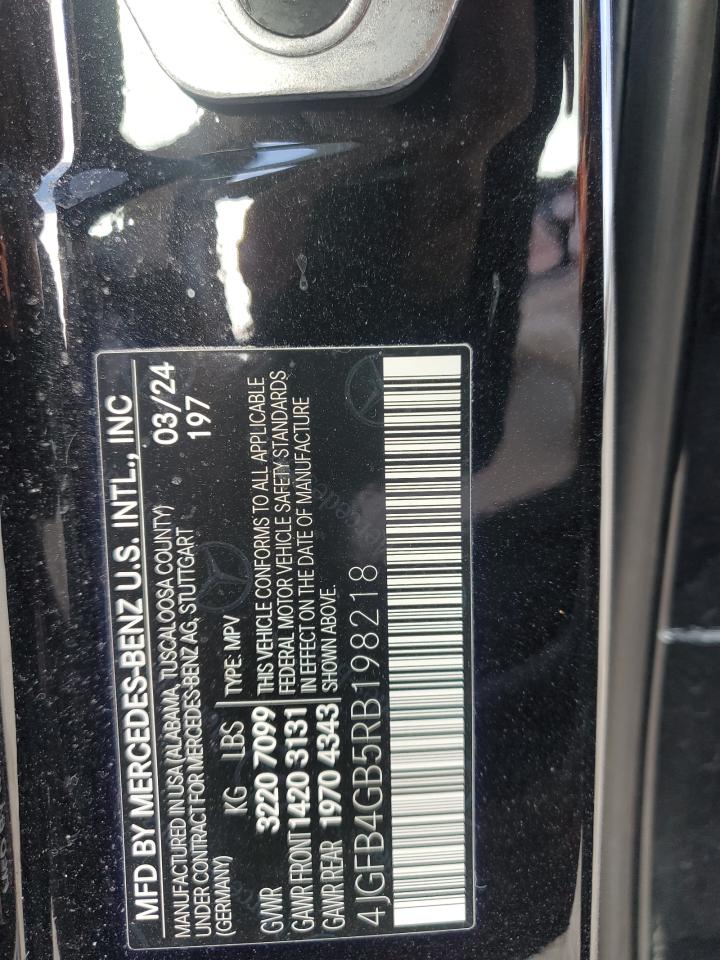 MFD BY MERCEDES-BENZ U.S. INTL., INC
MANUFACTURED IN USA (ALABAMA, TUSCALOOSA COUNTY) 03/24
UNDER CONTRACT FOR MERCEDES-BENZ AG, STUTTGART 197
(GERMANY)
KG LBS TYPE: MPV
GVWR 3220 7099 THIS VEHICLE CONFORMS TO ALL APPLICABLE
GAWR FRONT 1420 3131 FEDERAL MOTOR VEHICLE SAFETY STANDARDS
IN EFFECT ON THE DATE OF MANUFACTURE
GAWR REAR 1970 4343 SHOWN ABOVE.
4JGFB4GB5RB198218